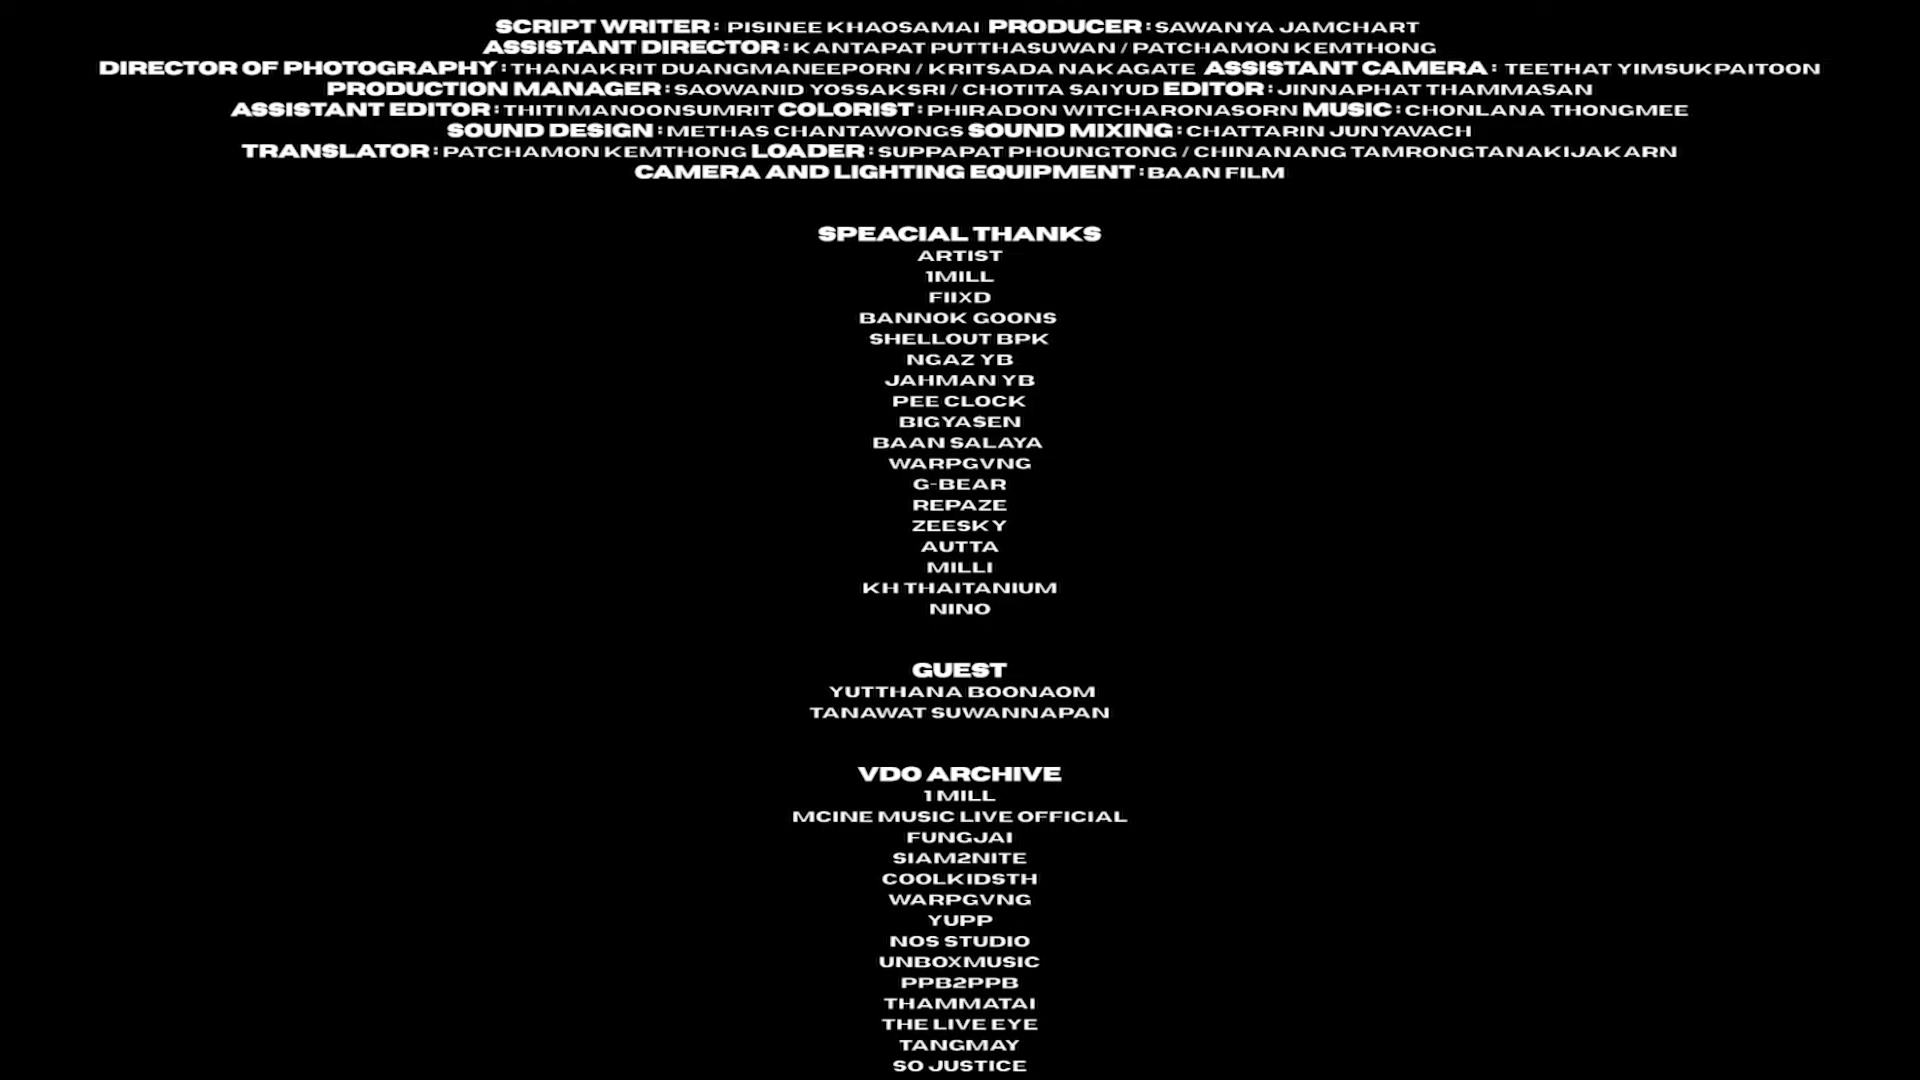 SCRIPT WRITER : PISINEE KHAOSAMAI PRODUCER : SAWANYA JAMCHART
ASSISTANT DIRECTOR : KANTAPAT PUTTHASUWAN / PATCHAMON KEMTHONG
DIRECTOR OF PHOTOGRAPHY : THANAKRIT DUANGMANEEPORN / KRITSADA NAKAGATE ASSISTANT CAMERA : TEETHAT YIMSUKPAITOON
PRODUCTION MANAGER : SAOWANID YOSSAKSRI / CHOTITA SAIYUD EDITOR : JINNAPHAT THAMMASAN
ASSISTANT EDITOR : THITI MANOONSUMRIT COLORIST : PHIRADON WITCHARONASORN MUSIC : CHONLANA THONGMEE
SOUND DESIGN : METHAS CHANTAWONGS SOUND MIXING : CHATTARIN JUNYAVACH
TRANSLATOR : PATCHAMON KEMTHONG LOADER : SUPPAPAT PHOUNGTONG / CHINANANG TAMRONGTANAKIJAKARN
CAMERA AND LIGHTING EQUIPMENT : BAAN FILM
SPEACIAL THANKS
ARTIST
1MILL
FIIXD
BANNOK GOONS
SHELLOUT BPK
NGAZ YB
JAHMAN YB
PEE CLOCK
BIGYA$EN
BAAN SALAYA
WARPGVNG
G-BEAR
REPAZE
ZEESKY
AUTTA
MILLI
KH THAITANIUM
NINO
GUEST
YUTTHANA BOONAOM
TANAWAT SUWANNAPAN
VDO ARCHIVE
1MILL
MCINE MUSIC LIVE OFFICIAL
FUNGJAI
SIAM2NITE
COOLKIDSTH
WARPGVNG
YUPP
NOS STUDIO
UNBOXMUSIC
PPB2PPB
THAMMATAI
THE LIVE EYE
TANGMAY
SO JUSTICE